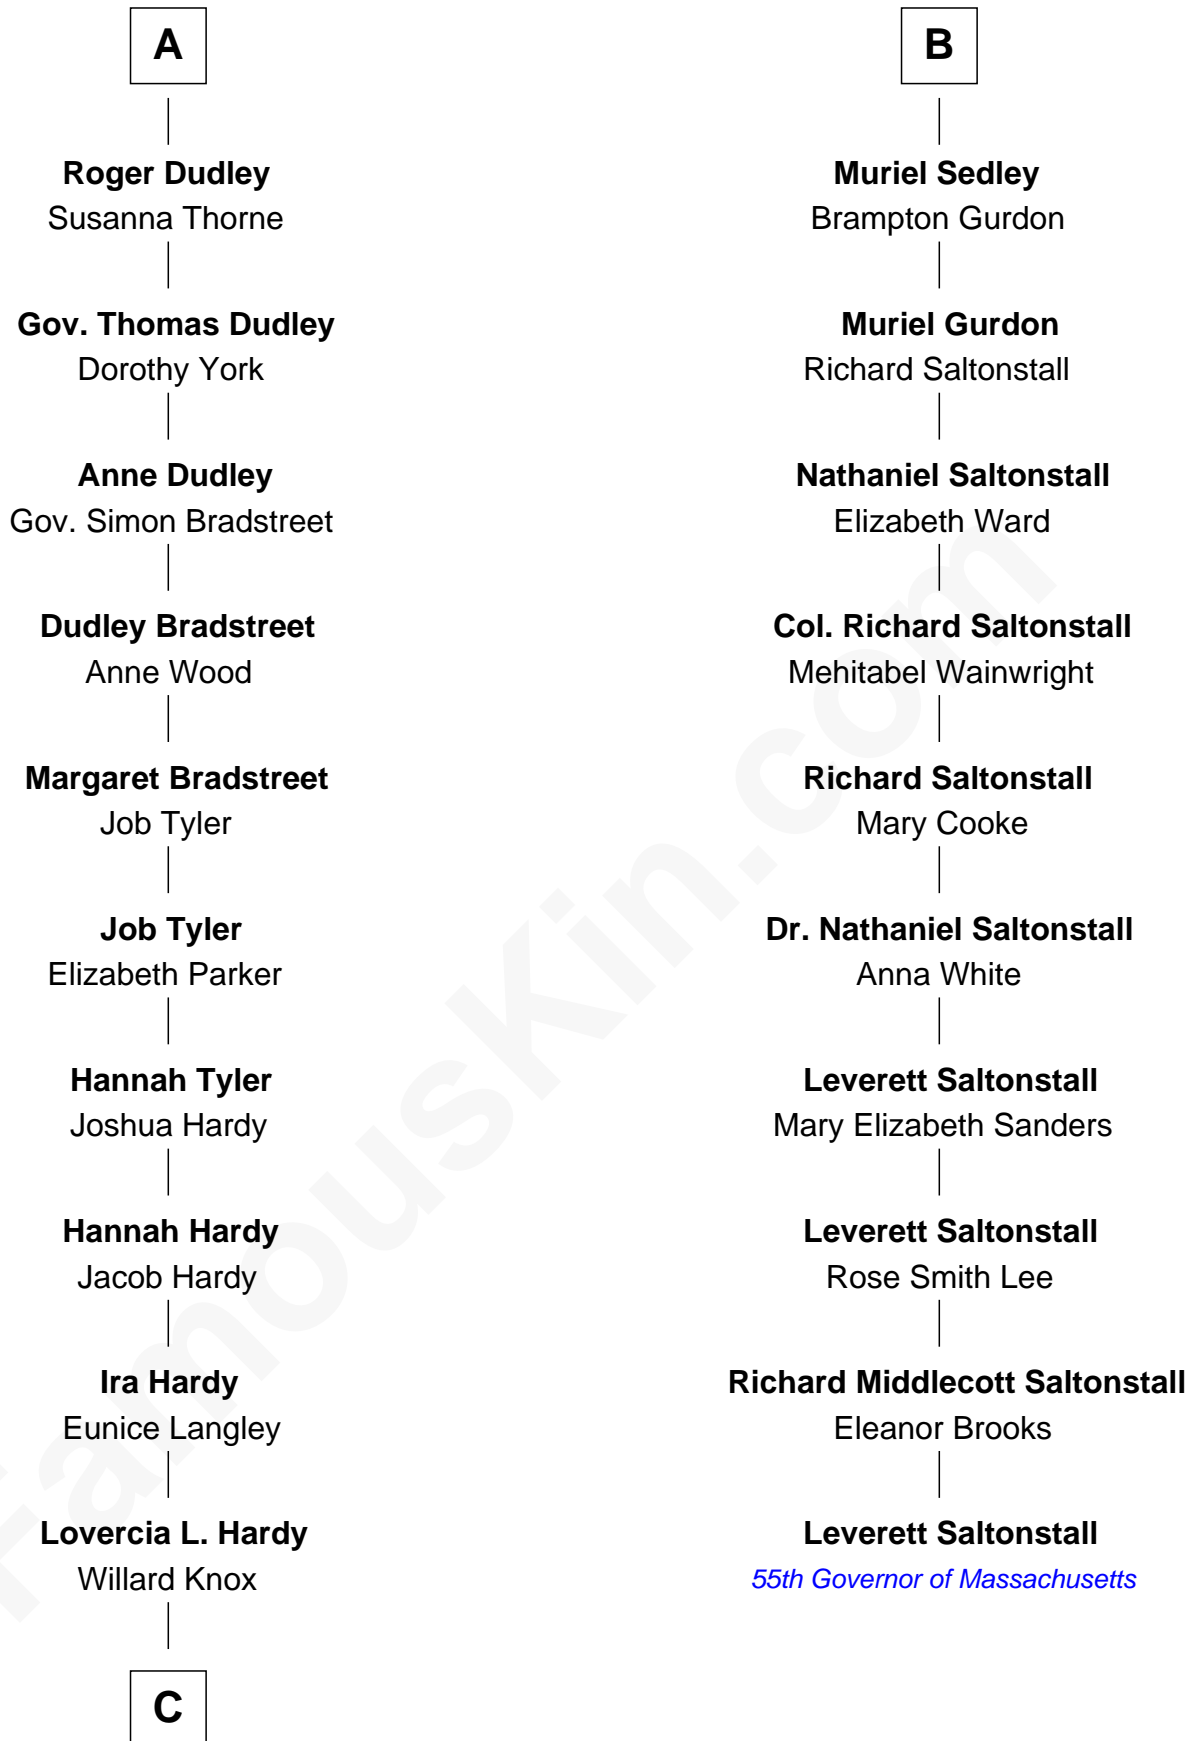 A
Roger Dudley
Susanna Thorne
Gov. Thomas Dudley
Dorothy York
Anne Dudley
Gov. Simon Bradstreet
Dudley Bradstreet
Anne Wood
Margaret Bradstreet
Job Tyler
Job Tyler
Elizabeth Parker
Hannah Tyler
Joshua Hardy
Hannah Hardy
Jacob Hardy
Ira Hardy
Eunice Langley
Lovercia L. Hardy
Willard Knox
C
B
Muriel Sedley
Brampton Gurdon
Muriel Gurdon
Richard Saltonstall
Nathaniel Saltonstall
Elizabeth Ward
Col. Richard Saltonstall
Mehitabel Wainwright
Richard Saltonstall
Mary Cooke
Dr. Nathaniel Saltonstall
Anna White
Leverett Saltonstall
Mary Elizabeth Sanders
Leverett Saltonstall
Rose Smith Lee
Richard Middlecott Saltonstall
Eleanor Brooks
Leverett Saltonstall
55th Governor of Massachusetts
FamousKin.com